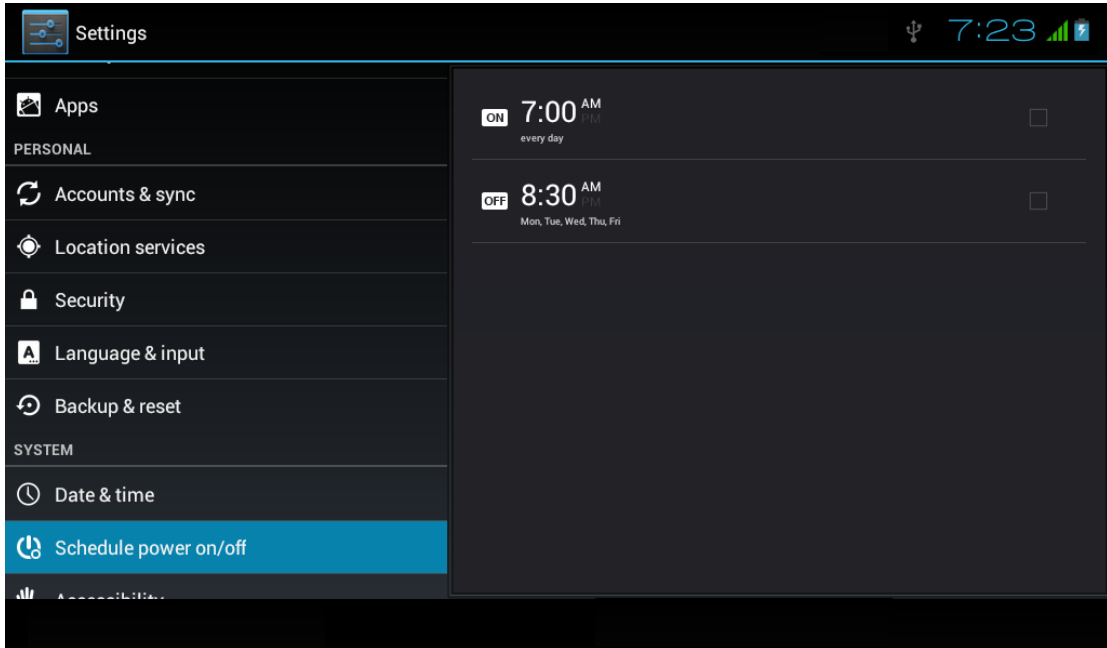 Settings
7:23
Apps
PERSONAL
Accounts & sync
Location services
Security
Language & input
Backup & reset
SYSTEM
Date & time
Schedule power on/off
Accessibility
ON 7:00 AM
PM
every day
OFF 8:30 AM
PM
Mon, Tue, Wed, Thu, Fri